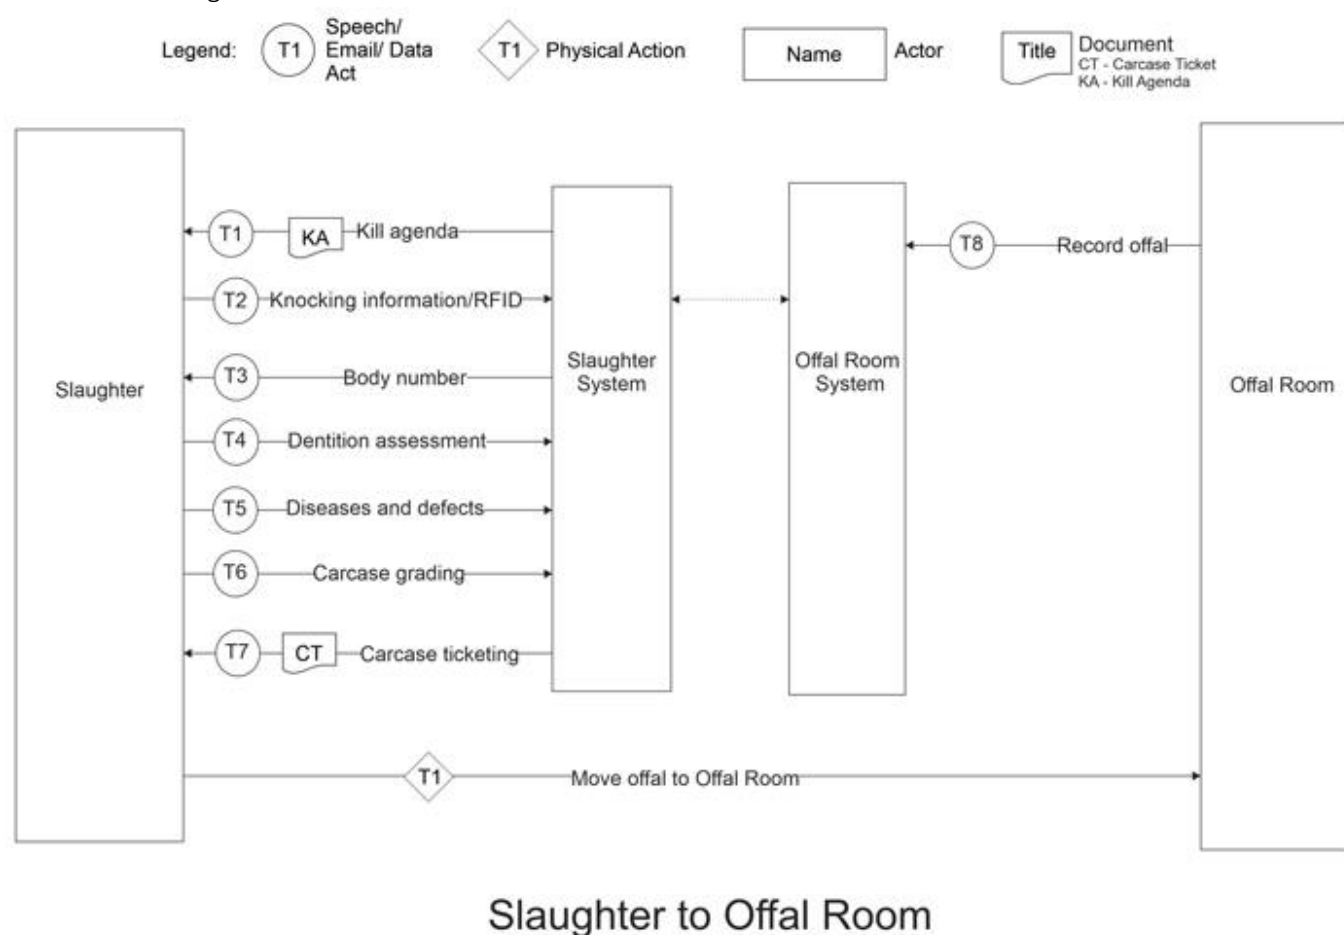 Legend:
T1
Speech/
Email/ Data
Act
T1
Physical Action
Name
Actor
Title
Document
CT - Carcase Ticket
KA - Kill Agenda
Slaughter
T1
KA
Kill agenda
T2
Knocking information/RFID
T3
Body number
T4
Dentition assessment
T5
Diseases and defects
T6
Carcase grading
T7
CT
Carcase ticketing
Slaughter
System
Offal Room
System
T8
Record offal
Offal Room
T1
Move offal to Offal Room
Slaughter to Offal Room